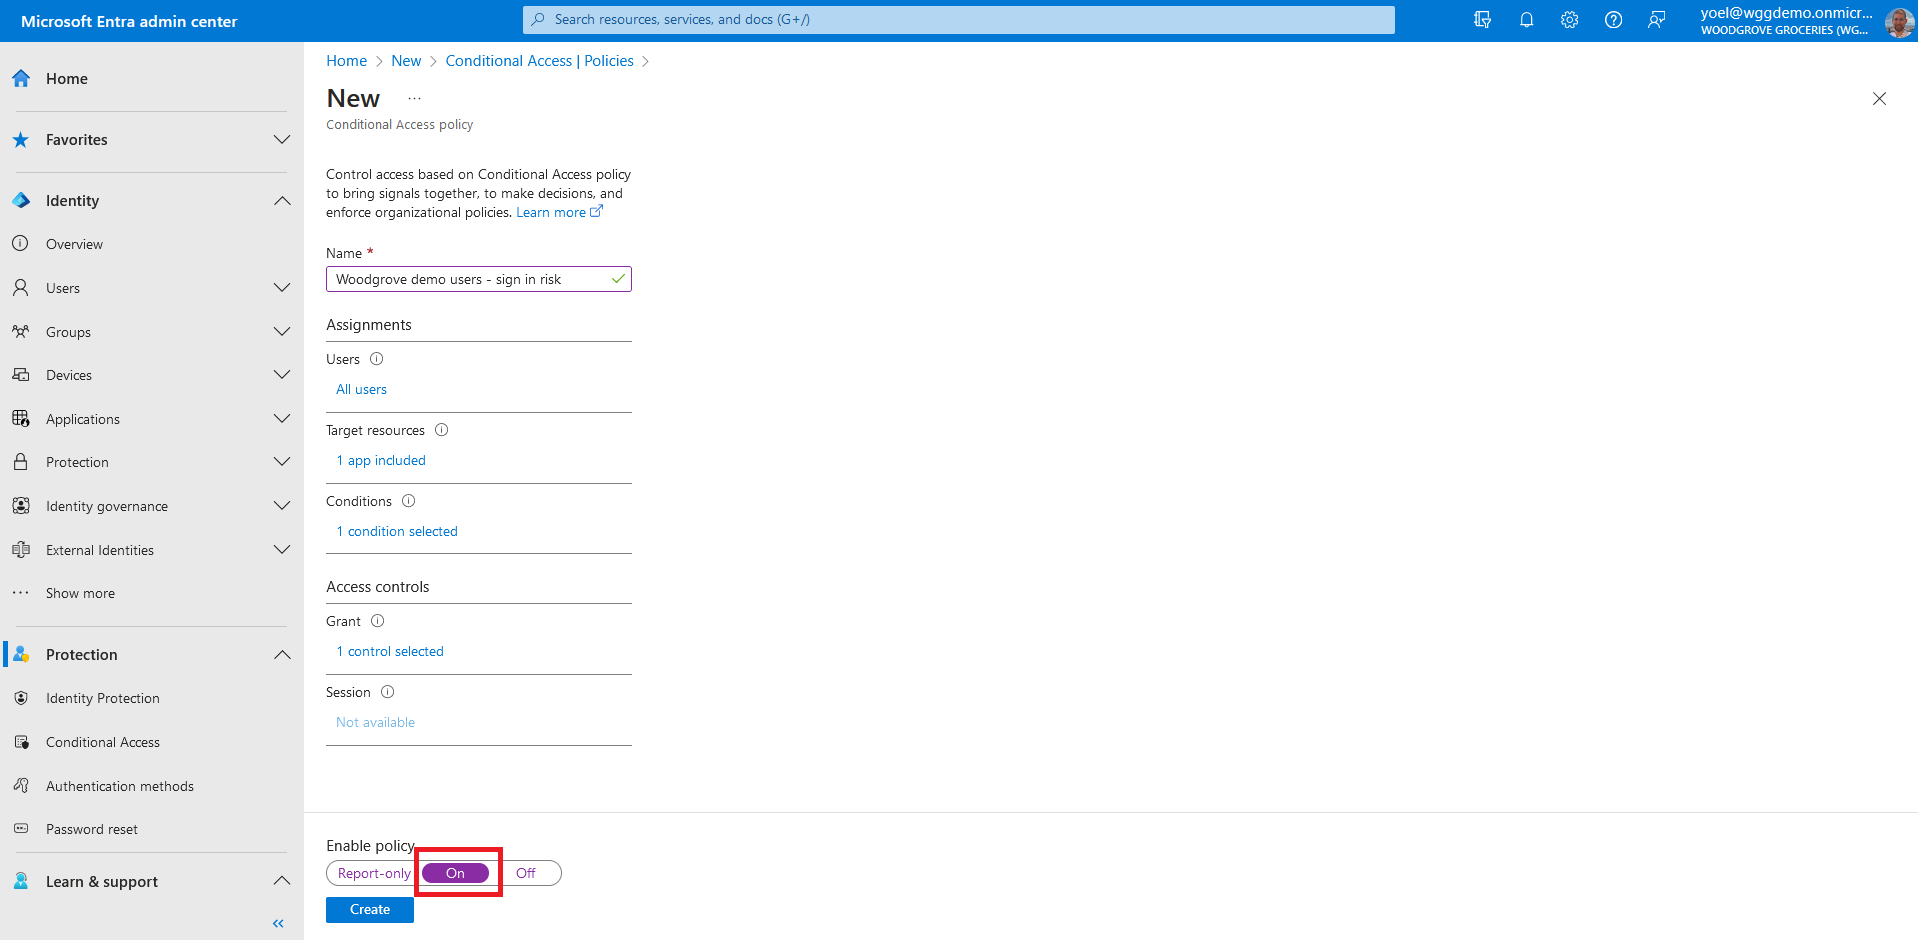 Microsoft Entra admin center
Search resources, services, and docs (G+/)
yoel@wggdemo.onmicr...
WOODGROVE GROCERIES (WG...
Home
Favorites
Identity
Overview
Users
Groups
Devices
Applications
Protection
Identity governance
External Identities
Show more
Protection
Identity Protection
Conditional Access
Authentication methods
Password reset
Learn & support
Home > New > Conditional Access | Policies >
New ...
Conditional Access policy
Control access based on Conditional Access policy
to bring signals together, to make decisions, and
enforce organizational policies. Learn more
Name *
Woodgrove demo users - sign in risk
Assignments
Users
All users
Target resources
1 app included
Conditions
1 condition selected
Access controls
Grant
1 control selected
Session
Not available
Enable policy
Report-only On Off
Create